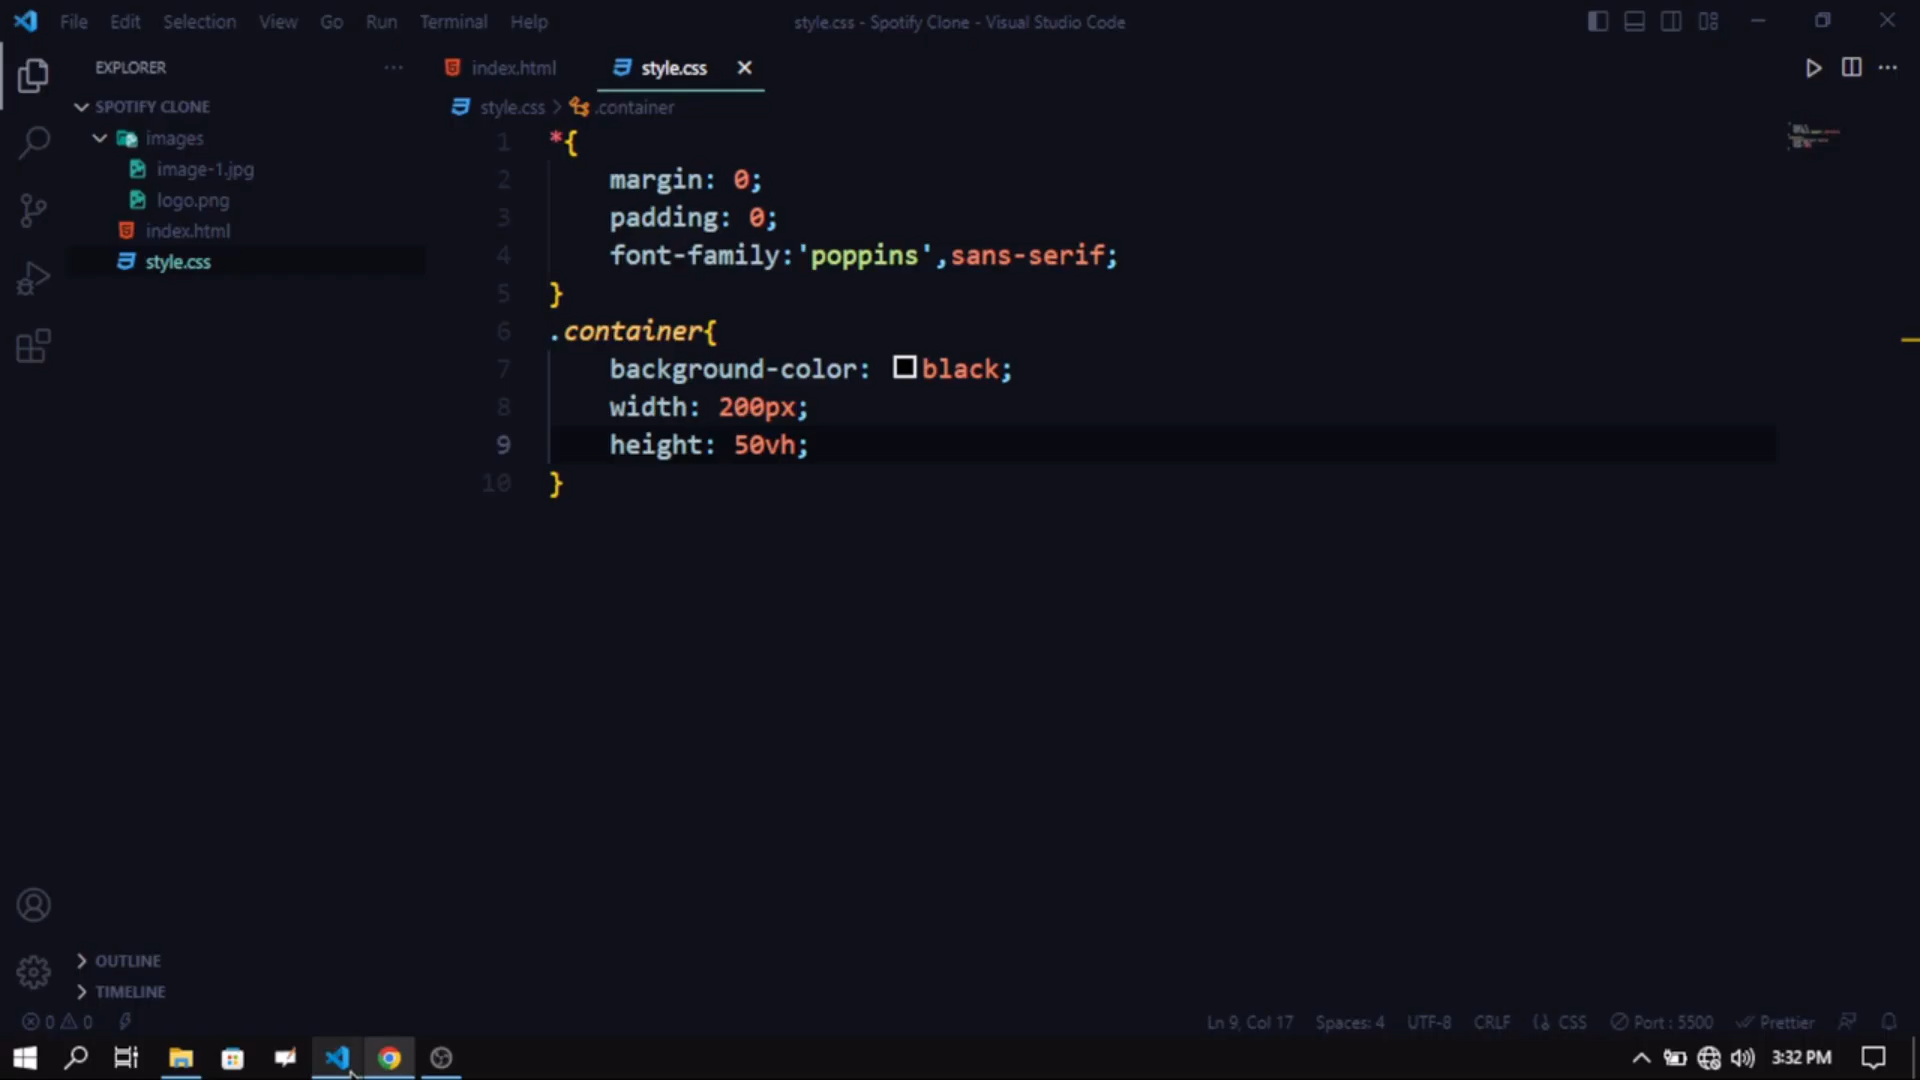 File Edit Selection View Go Run Terminal Help
style.css - Spotify Clone - Visual Studio Code
EXPLORER
SPOTIFY CLONE
images
image-1.jpg
logo.png
index.html
style.css
index.html
style.css
style.css > .container
1 *{
2 margin: 0;
3 padding: 0;
4 font-family:'poppins',sans-serif;
5 }
6 .container{
7 background-color: black;
8 width: 200px;
9 height: 50vh;
10 }
OUTLINE
TIMELINE
0 0
Ln 9, Col 17 Spaces: 4 UTF-8 CRLF CSS Port : 5500 Prettier
3:32 PM